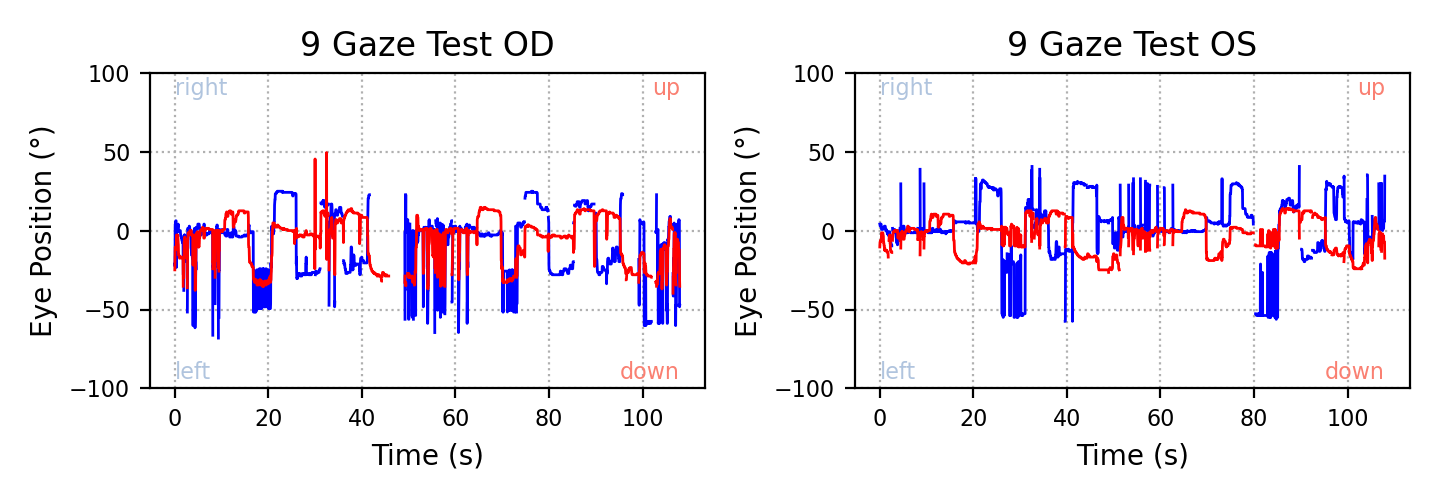 9 Gaze Test OD
100
50
0
−50
−100
Eye Position (°)
right
up
left
down
0 20 40 60 80 100
Time (s)
9 Gaze Test OS
100
50
0
−50
−100
Eye Position (°)
right
up
left
down
0 20 40 60 80 100
Time (s)